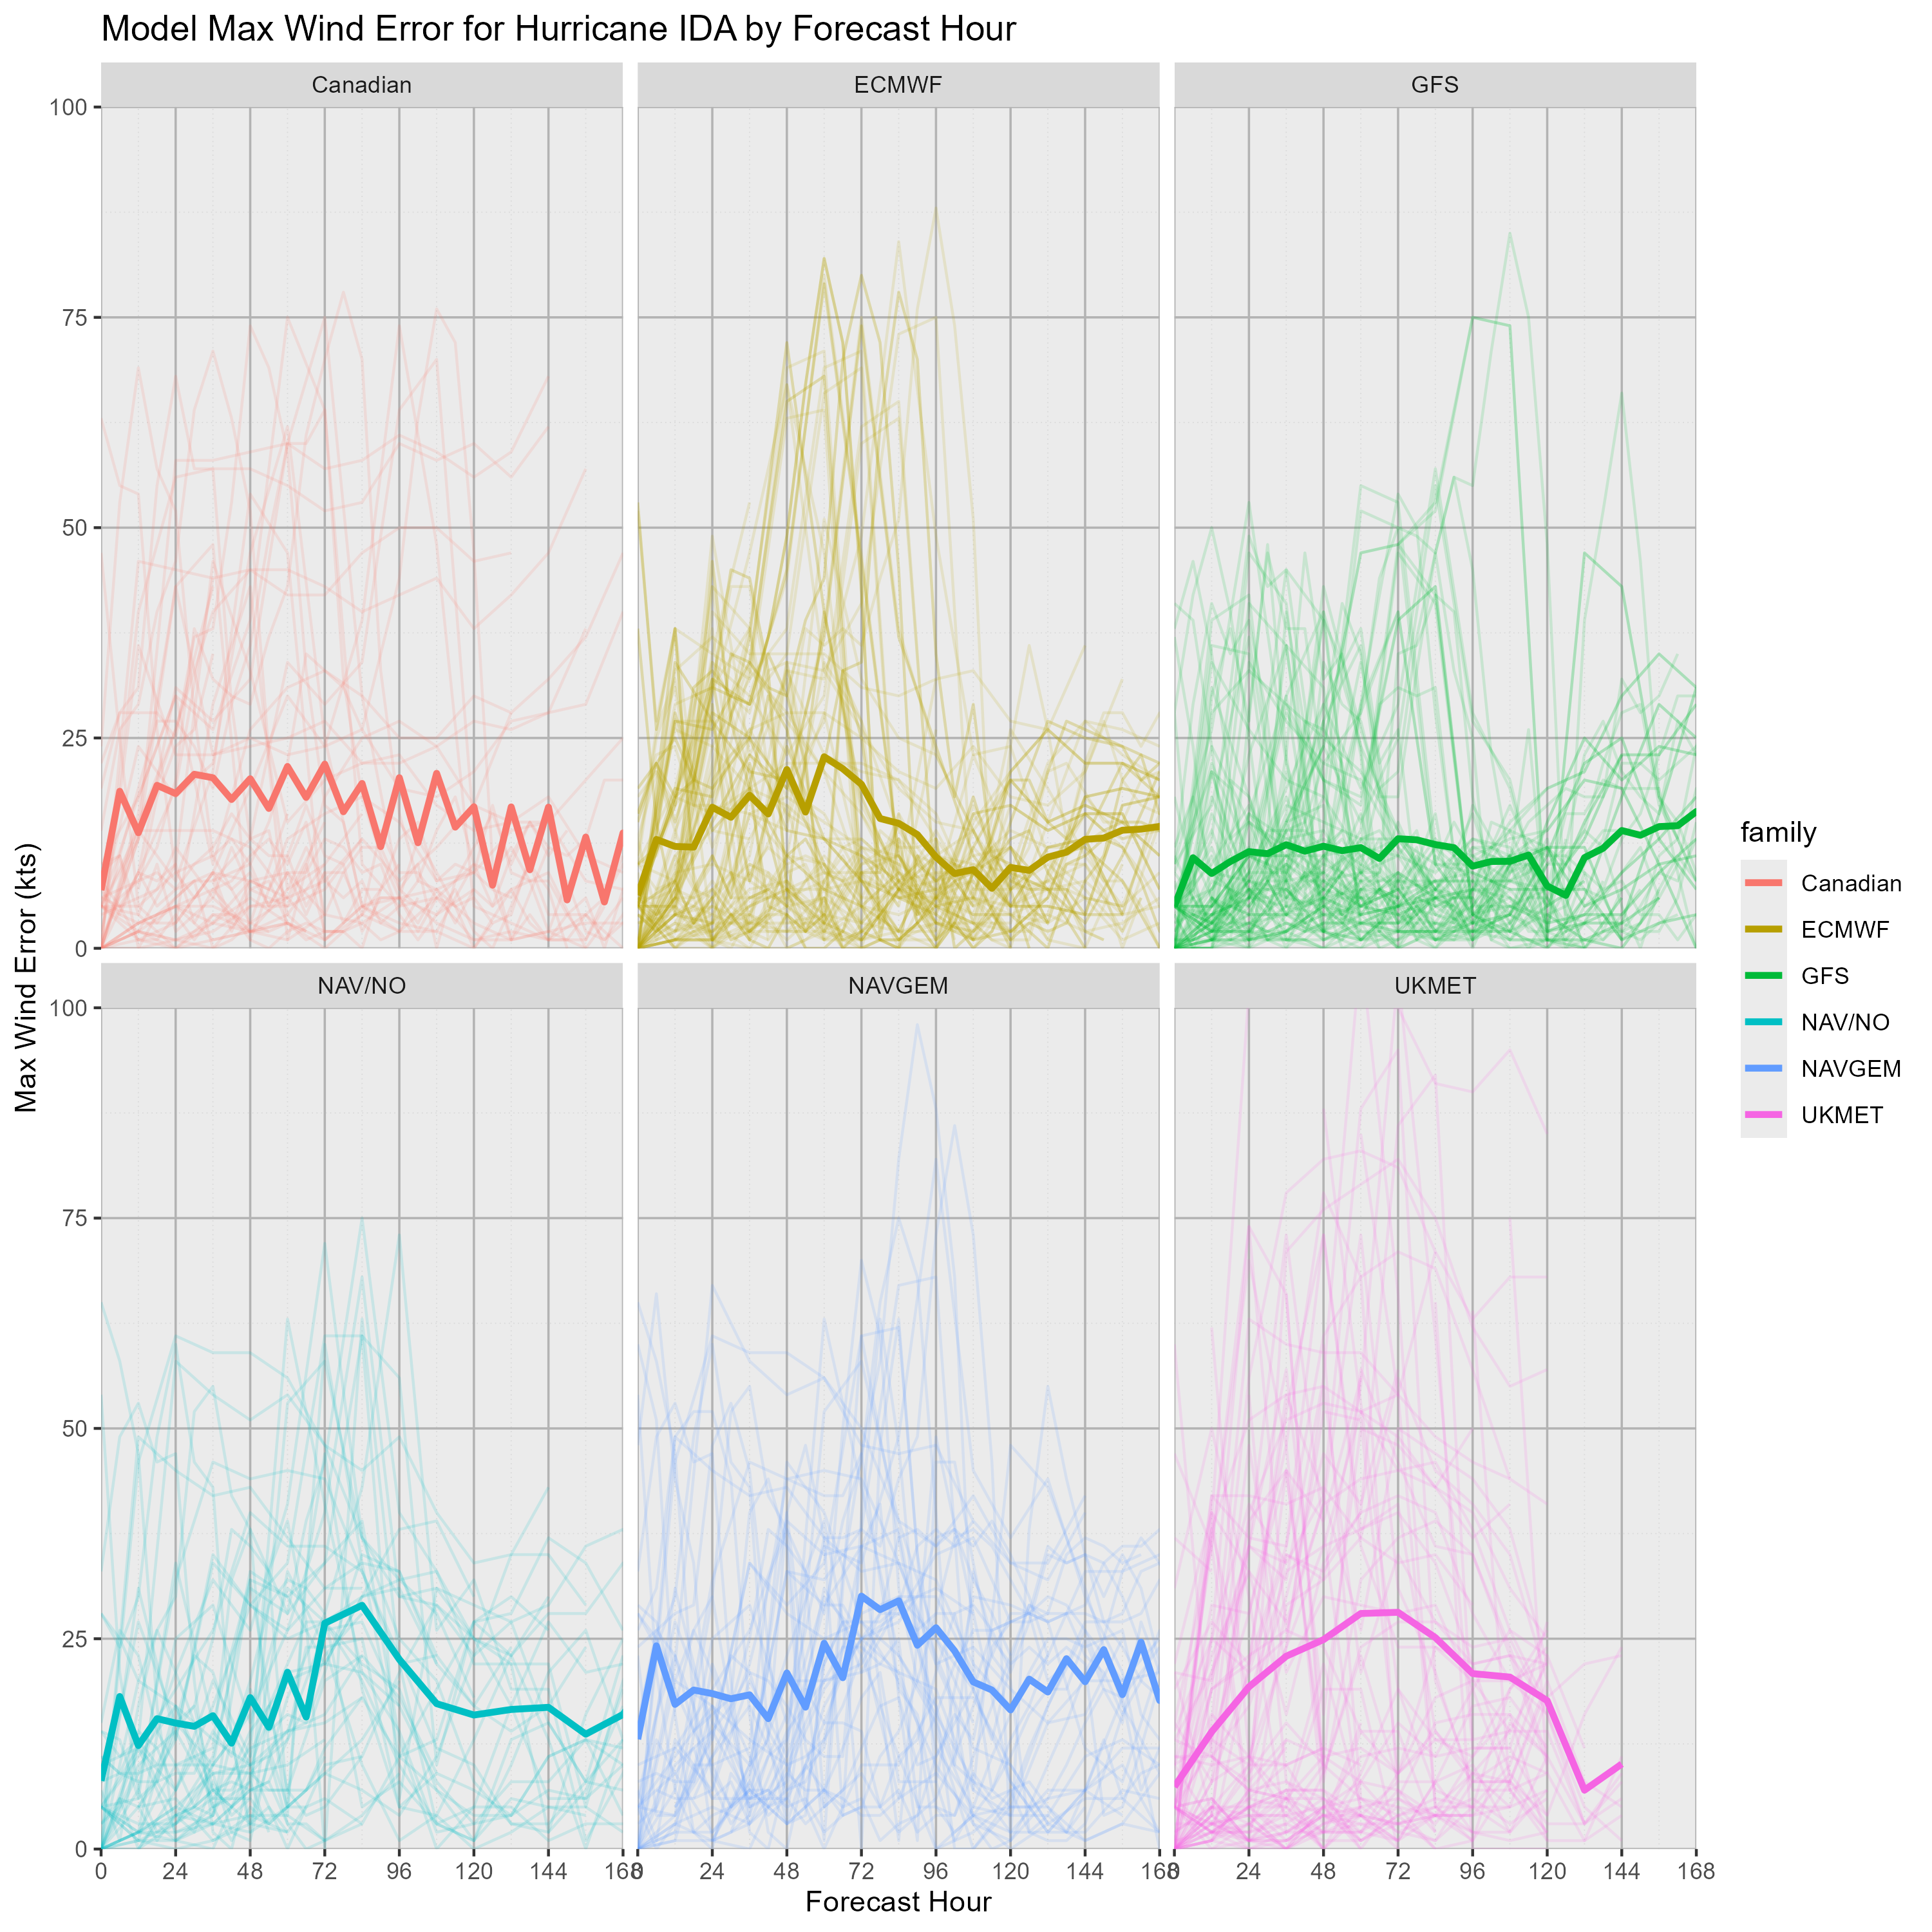 Model Max Wind Error for Hurricane IDA by Forecast Hour
Canadian ECMWF GFS
100
75
50
25
0
NAV/NO NAVGEM UKMET
100
75
50
25
0
0 24 48 72 96 120 144 168 0 24 48 72 96 120 144 168 0 24 48 72 96 120 144 168
Forecast Hour
Max Wind Error (kts)
family
Canadian
ECMWF
GFS
NAV/NO
NAVGEM
UKMET